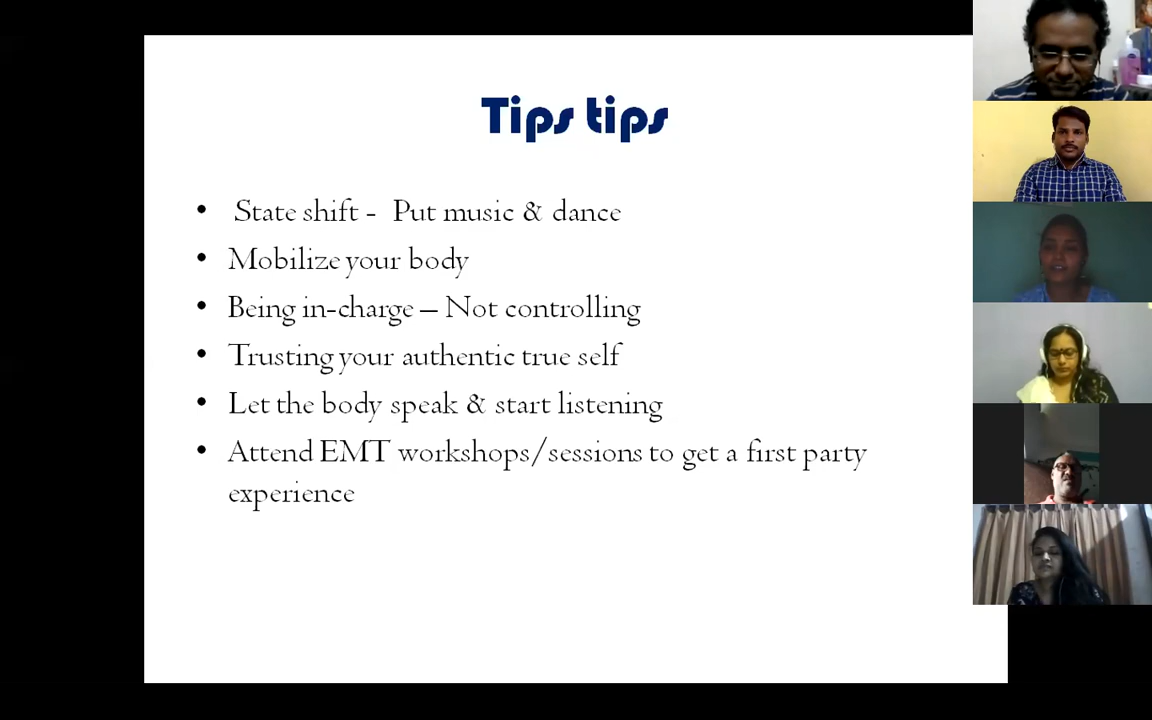 Tips tips
• State shift - Put music & dance
• Mobilize your body
• Being in-charge – Not controlling
• Trusting your authentic true self
• Let the body speak & start listening
• Attend EMT workshops/sessions to get a first party
experience